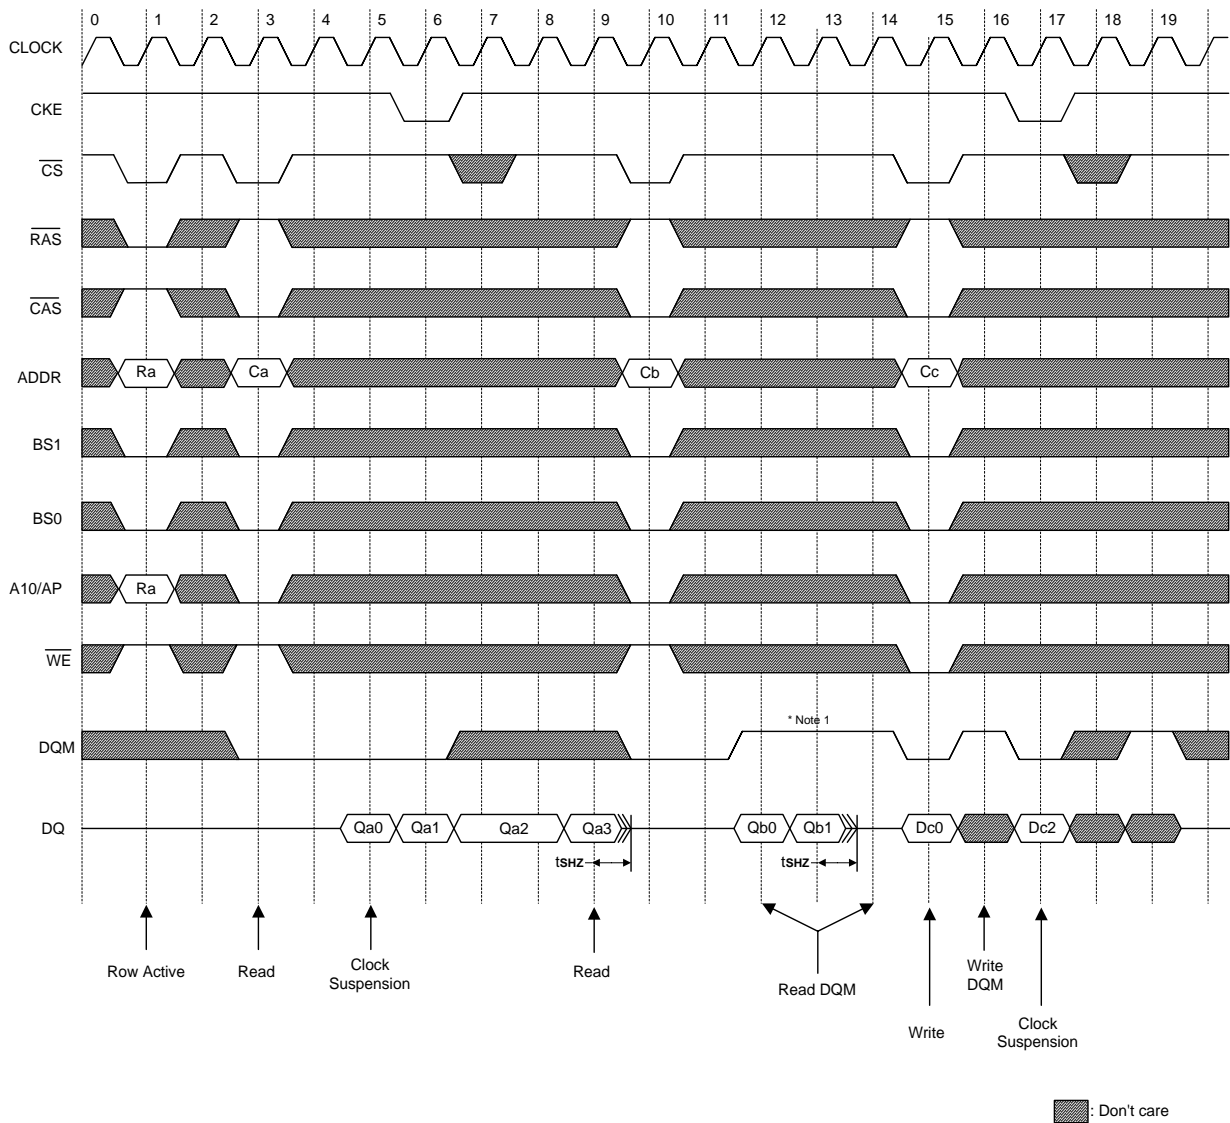 0 1 2 3 4 5 6 7 8 9 10 11 12 13 14 15 16 17 18 19
CLOCK
CKE
CS
RAS
CAS
ADDR Ra Ca Cb Cc
BS1
BS0
A10/AP Ra
WE
* Note 1
DQM
DQ Qa0 Qa1 Qa2 Qa3 Qb0 Qb1 Dc0 Dc2
tSHZ tSHZ
Row Active Read Clock Suspension Read Read DQM Write Write DQM Clock Suspension
: Don't care